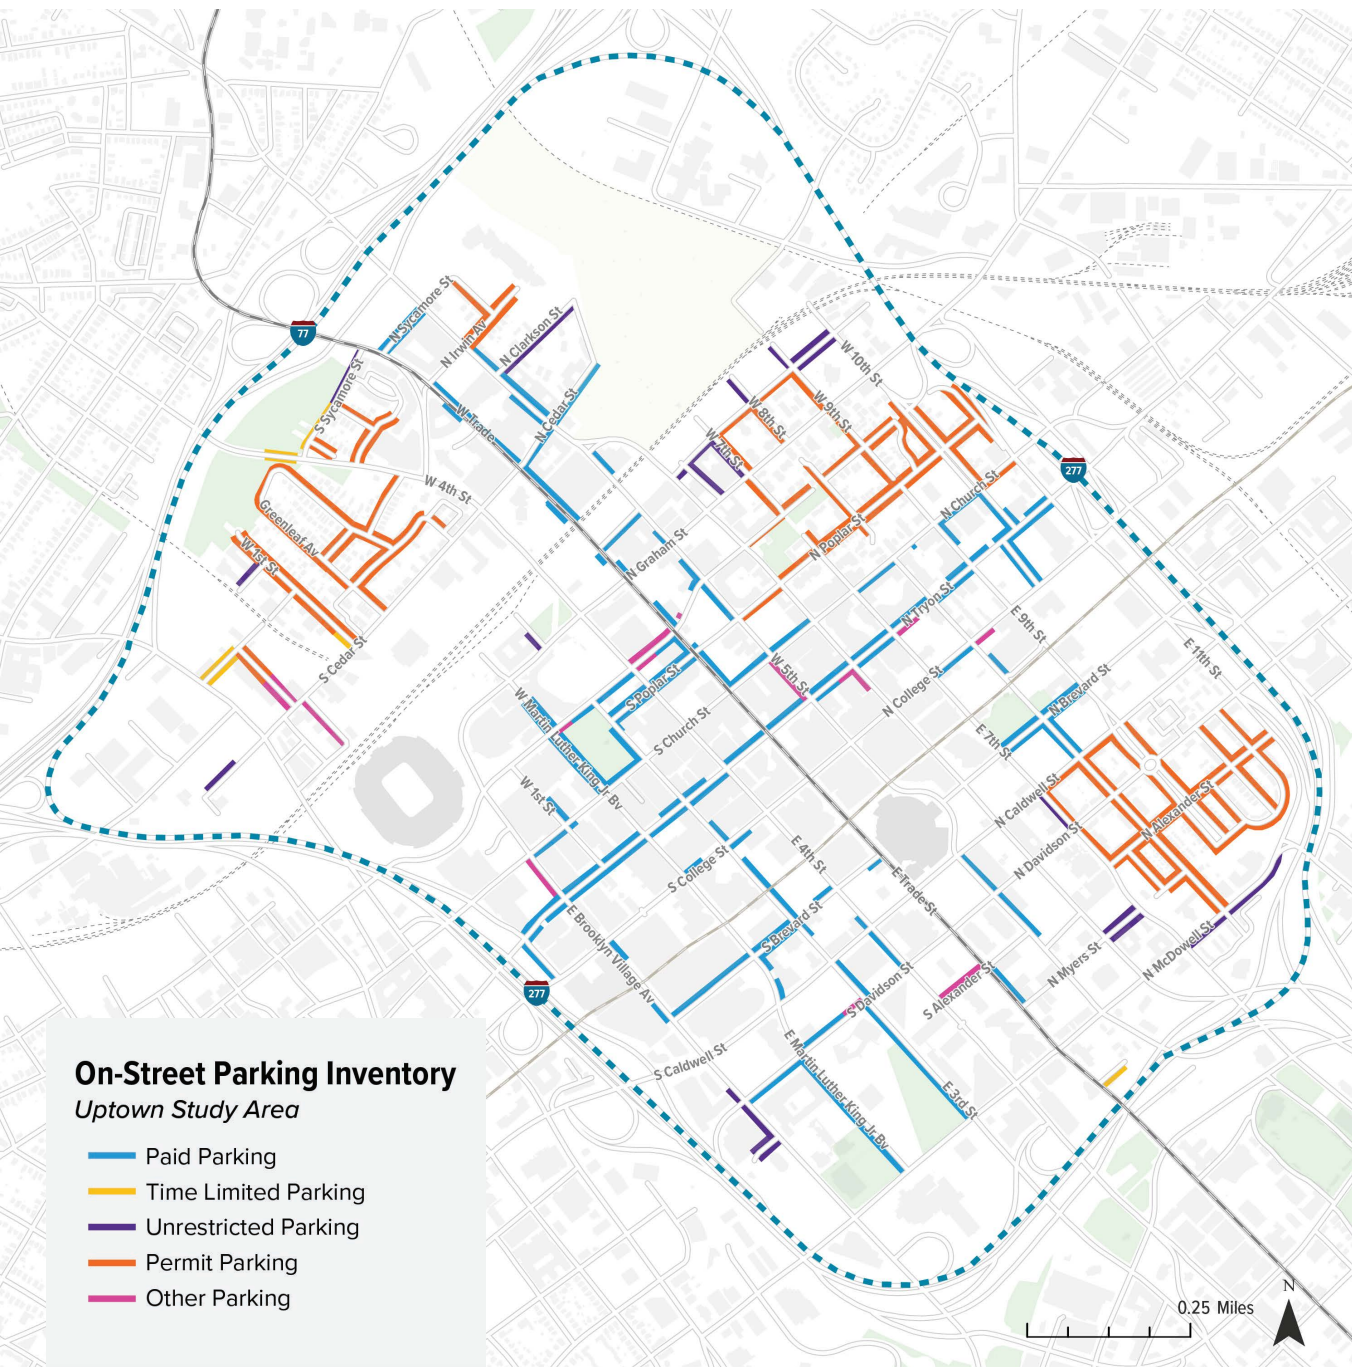 N Sycamore St
N Irwin Av
N Clarkson St
77
W 10th St
S Sycamore St
W Trade
N Cedar St
W 8th St
W 9th St
W 7th St
277
W 4th St
N Church St
Greenleaf Av
N Poplar St
W 1st St
N Graham St
N Tryon St
E 9th St
S Cedar St
E 11th St
W 5th St
S Poplar St
N College St
N Brevard St
W Martin Luther King Jr Bv
S Church St
E 7th St
W 1st St
N Caldwell St
N Alexander St
N Davidson St
E 4th St
S College St
E Trade St
E Brooklyn Village Av
S Brevard St
N Myers St
N McDowell St
277
S Davidson St
S Alexander St
S Caldwell St
E Martin Luther King Jr Bv
E 3rd St
On-Street Parking Inventory
Uptown Study Area
Paid Parking
Time Limited Parking
Unrestricted Parking
Permit Parking
Other Parking
N
0.25 Miles